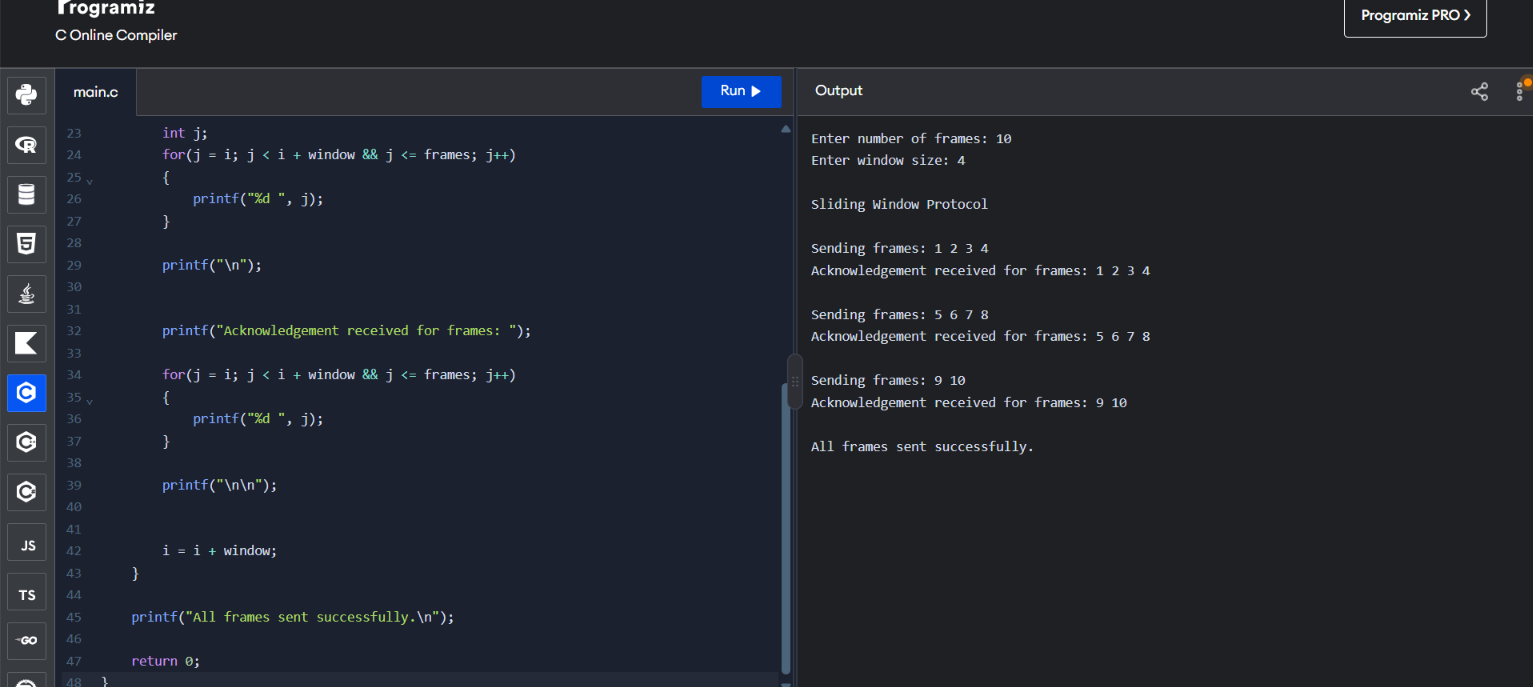 Programiz
C Online Compiler
Programiz PRO
main.c
Run
Output
JS
TS
GO
23 int j;
24 for(j = i; j < i + window && j <= frames; j++)
25 {
26 printf("%d ", j);
27 }
28
29 printf("\n");
30
31
32 printf("Acknowledgement received for frames: ");
33
34 for(j = i; j < i + window && j <= frames; j++)
35 {
36 printf("%d ", j);
37 }
38
39 printf("\n\n");
40
41
42 i = i + window;
43 }
44
45 printf("All frames sent successfully.\n");
46
47 return 0;
48 }
Enter number of frames: 10
Enter window size: 4
Sliding Window Protocol
Sending frames: 1 2 3 4
Acknowledgement received for frames: 1 2 3 4
Sending frames: 5 6 7 8
Acknowledgement received for frames: 5 6 7 8
Sending frames: 9 10
Acknowledgement received for frames: 9 10
All frames sent successfully.